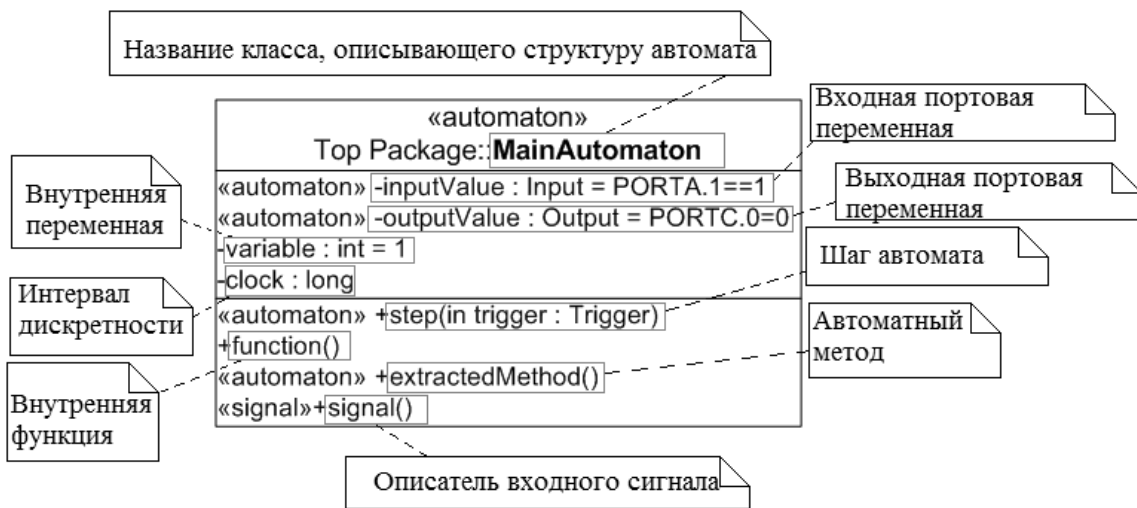 Название класса, описывающего структуру автомата
«automaton»
Top Package::MainAutomaton
«automaton» -inputValue : Input = PORTA.1==1
«automaton» -outputValue : Output = PORTC.0=0
-variable : int = 1
-clock : long
«automaton» +step(in trigger : Trigger)
+function()
«automaton» +extractedMethod()
«signal»+signal()
Внутренняя
переменная
Интервал
дискретности
Внутренняя
функция
Входная портовая
переменная
Выходная портовая
переменная
Шаг автомата
Автоматный
метод
Описатель входного сигнала